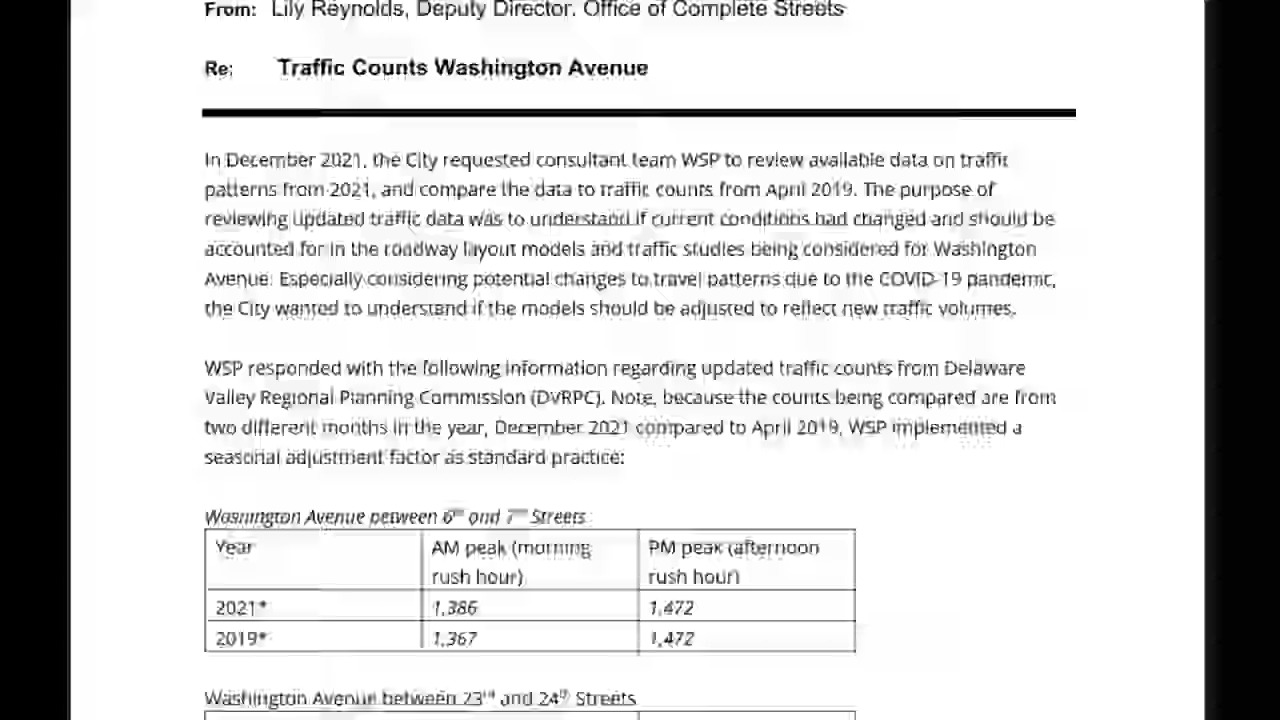 From: Lily Reynolds, Deputy Director, Office of Complete Streets
Re: Traffic Counts Washington Avenue
In December 2021, the City requested consultant team WSP to review available data on traffic
patterns from 2021, and compare the data to traffic counts from April 2019. The purpose of
reviewing updated traffic data was to understand if current conditions had changed and should be
accounted for in the roadway layout models and traffic studies being considered for Washington
Avenue. Especially considering potential changes to travel patterns due to the COVID-19 pandemic,
the City wanted to understand if the models should be adjusted to reflect new traffic volumes.
WSP responded with the following information regarding updated traffic counts from Delaware
Valley Regional Planning Commission (DVRPC). Note, because the counts being compared are from
two different months in the year, December 2021 compared to April 2019, WSP implemented a
seasonal adjustment factor as standard practice:
Washington Avenue between 6th and 7th Streets
Year AM peak (morning PM peak (afternoon
rush hour) rush hour)
2021* 1,386 1,472
2019* 1,367 1,472
Washington Avenue between 23rd and 24th Streets